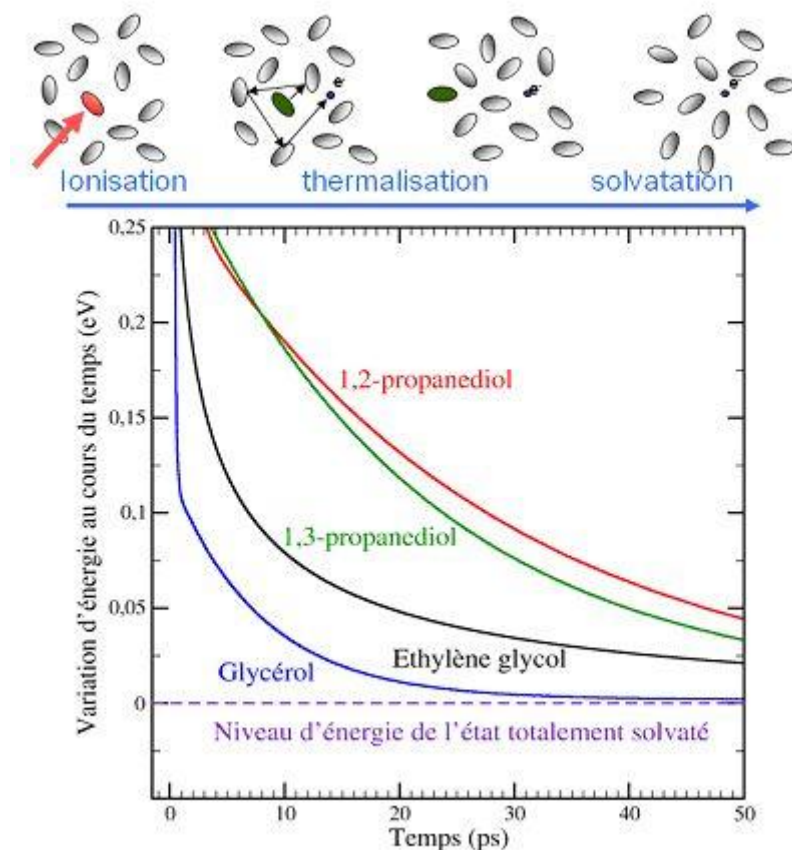 e-
e-
e-
Ionisation thermalisation solvatation
0,25
0,2
0,15
0,1
0,05
0
Variation d'énergie au cours du temps (eV)
1,2-propanediol
1,3-propanediol
Ethylène glycol
Glycérol
Niveau d'énergie de l'état totalement solvaté
0 10 20 30 40 50
Temps (ps)